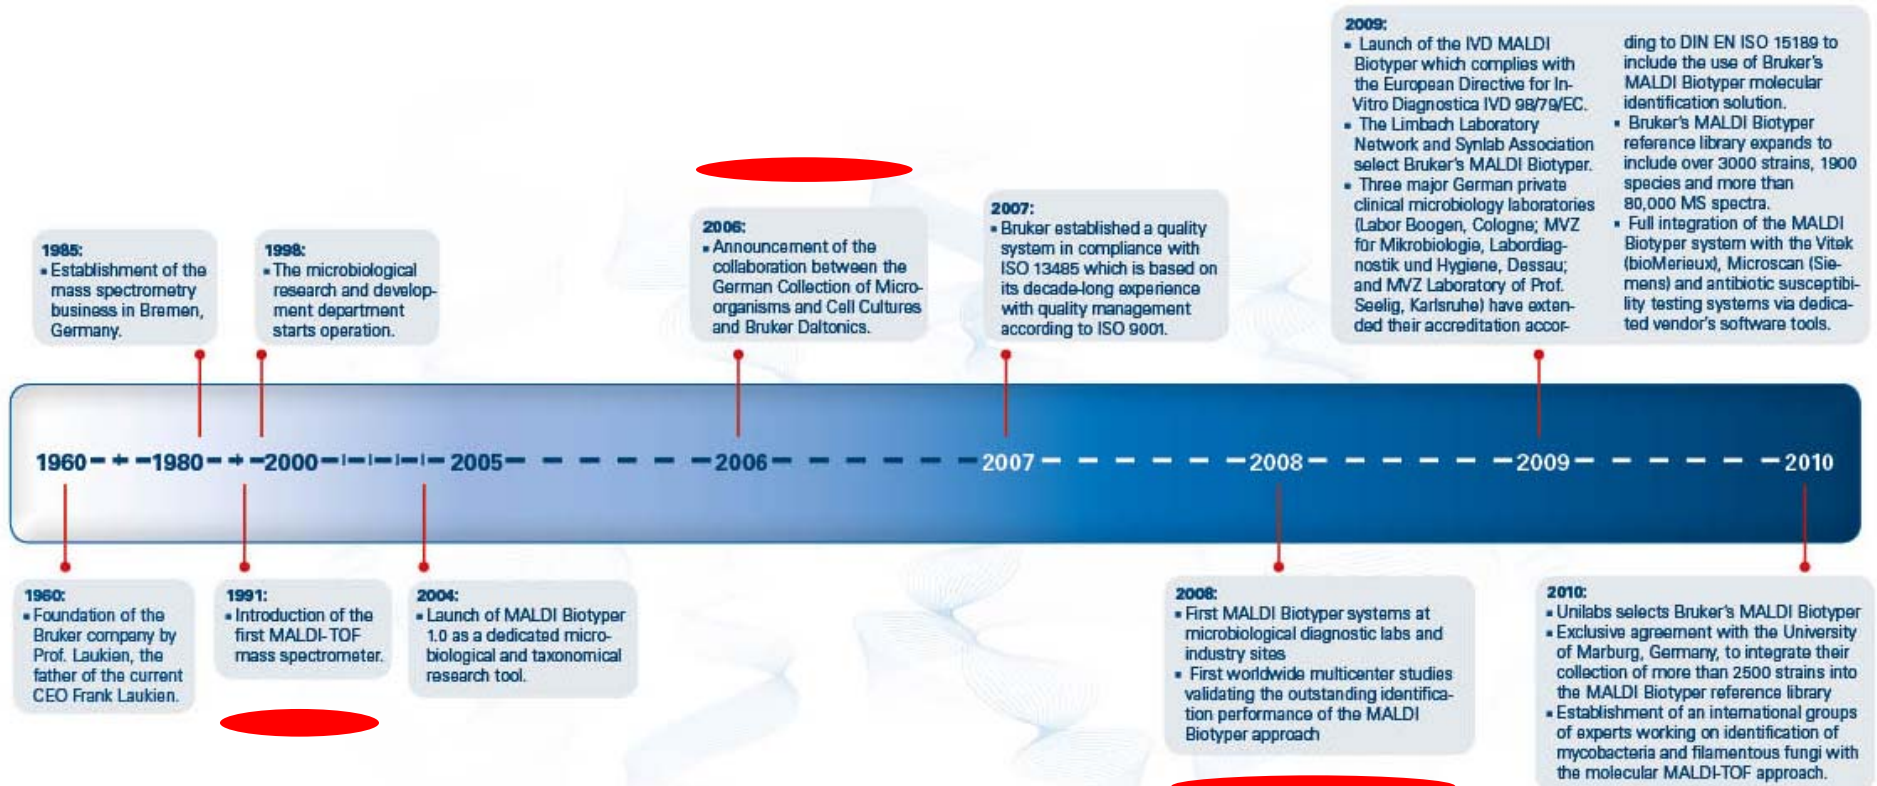 1985:
▪ Establishment of the
mass spectrometry
business in Bremen,
Germany.
1998:
▪ The microbiological
research and develop-
ment department
starts operation.
2006:
▪ Announcement of the
collaboration between the
German Collection of Micro-
organisms and Cell Cultures
and Bruker Daltonics.
2007:
▪ Bruker established a quality
system in compliance with
ISO 13485 which is based on
its decade-long experience
with quality management
according to ISO 9001.
2009:
▪ Launch of the IVD MALDI
Biotyper which complies with
the European Directive for In-
Vitro Diagnostica IVD 98/79/EC.
▪ The Limbach Laboratory
Network and Synlab Association
select Bruker's MALDI Biotyper.
▪ Three major German private
clinical microbiology laboratories
(Labor Boogen, Cologne; MVZ
für Mikrobiologie, Labordiag-
nostik und Hygiene, Dessau;
and MVZ Laboratory of Prof.
Seelig, Karlsruhe) have exten-
ded their accreditation accor-
ding to DIN EN ISO 15189 to
include the use of Bruker's
MALDI Biotyper molecular
identification solution.
▪ Bruker's MALDI Biotyper
reference library expands to
include over 3000 strains, 1900
species and more than
80,000 MS spectra.
▪ Full integration of the MALDI
Biotyper system with the Vitek
(bioMerieux), Microscan (Sie-
mens) and antibiotic susceptibi-
lity testing systems via dedica-
ted vendor's software tools.
1960 1980 2000 2005 2006 2007 2008 2009 2010
1960:
▪ Foundation of the
Bruker company by
Prof. Laukien, the
father of the current
CEO Frank Laukien.
1991:
▪ Introduction of the
first MALDI-TOF
mass spectrometer.
2004:
▪ Launch of MALDI Biotyper
1.0 as a dedicated micro-
biological and taxonomical
research tool.
2008:
▪ First MALDI Biotyper systems at
microbiological diagnostic labs and
industry sites
▪ First worldwide multicenter studies
validating the outstanding identifica-
tion performance of the MALDI
Biotyper approach
2010:
▪ Unilabs selects Bruker's MALDI Biotyper
▪ Exclusive agreement with the University
of Marburg, Germany, to integrate their
collection of more than 2500 strains into
the MALDI Biotyper reference library
▪ Establishment of an international groups
of experts working on identification of
mycobacteria and filamentous fungi with
the molecular MALDI-TOF approach.